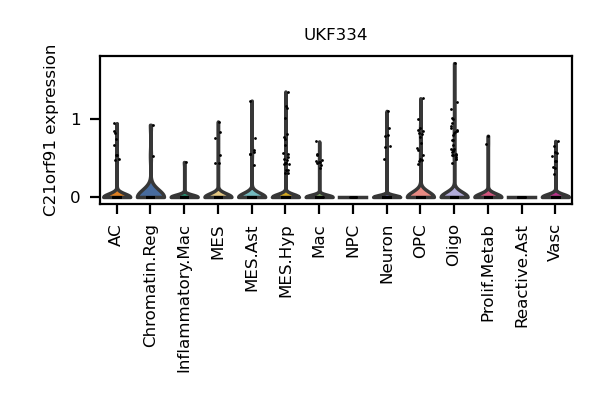 UKF334
C21orf91 expression
1
0
AC
Chromatin.Reg
Inflammatory.Mac
MES
MES.Ast
MES.Hyp
Mac
NPC
Neuron
OPC
Oligo
Prolif.Metab
Reactive.Ast
Vasc